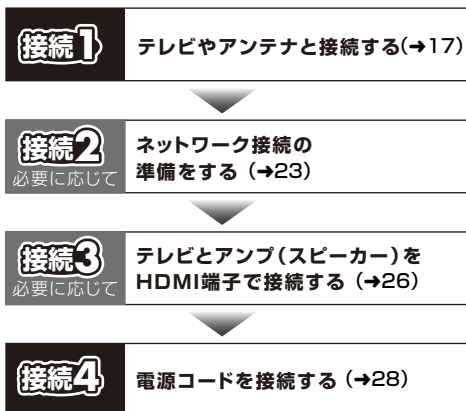 接続1
テレビやアンテナと接続する(➔17)
接続2
必要に応じて
ネットワーク接続の
準備をする (➔23)
接続3
必要に応じて
テレビとアンプ(スピーカー)を
HDMI端子で接続する (➔26)
接続4
電源コードを接続する (➔28)